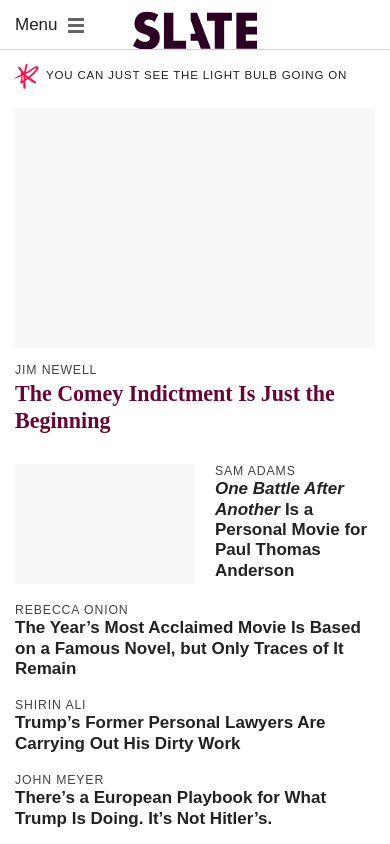 Menu
SLATE
YOU CAN JUST SEE THE LIGHT BULB GOING ON
JIM NEWELL
The Comey Indictment Is Just the
Beginning
SAM ADAMS
One Battle After
Another Is a
Personal Movie for
Paul Thomas
Anderson
REBECCA ONION
The Year’s Most Acclaimed Movie Is Based
on a Famous Novel, but Only Traces of It
Remain
SHIRIN ALI
Trump’s Former Personal Lawyers Are
Carrying Out His Dirty Work
JOHN MEYER
There’s a European Playbook for What
Trump Is Doing. It’s Not Hitler’s.